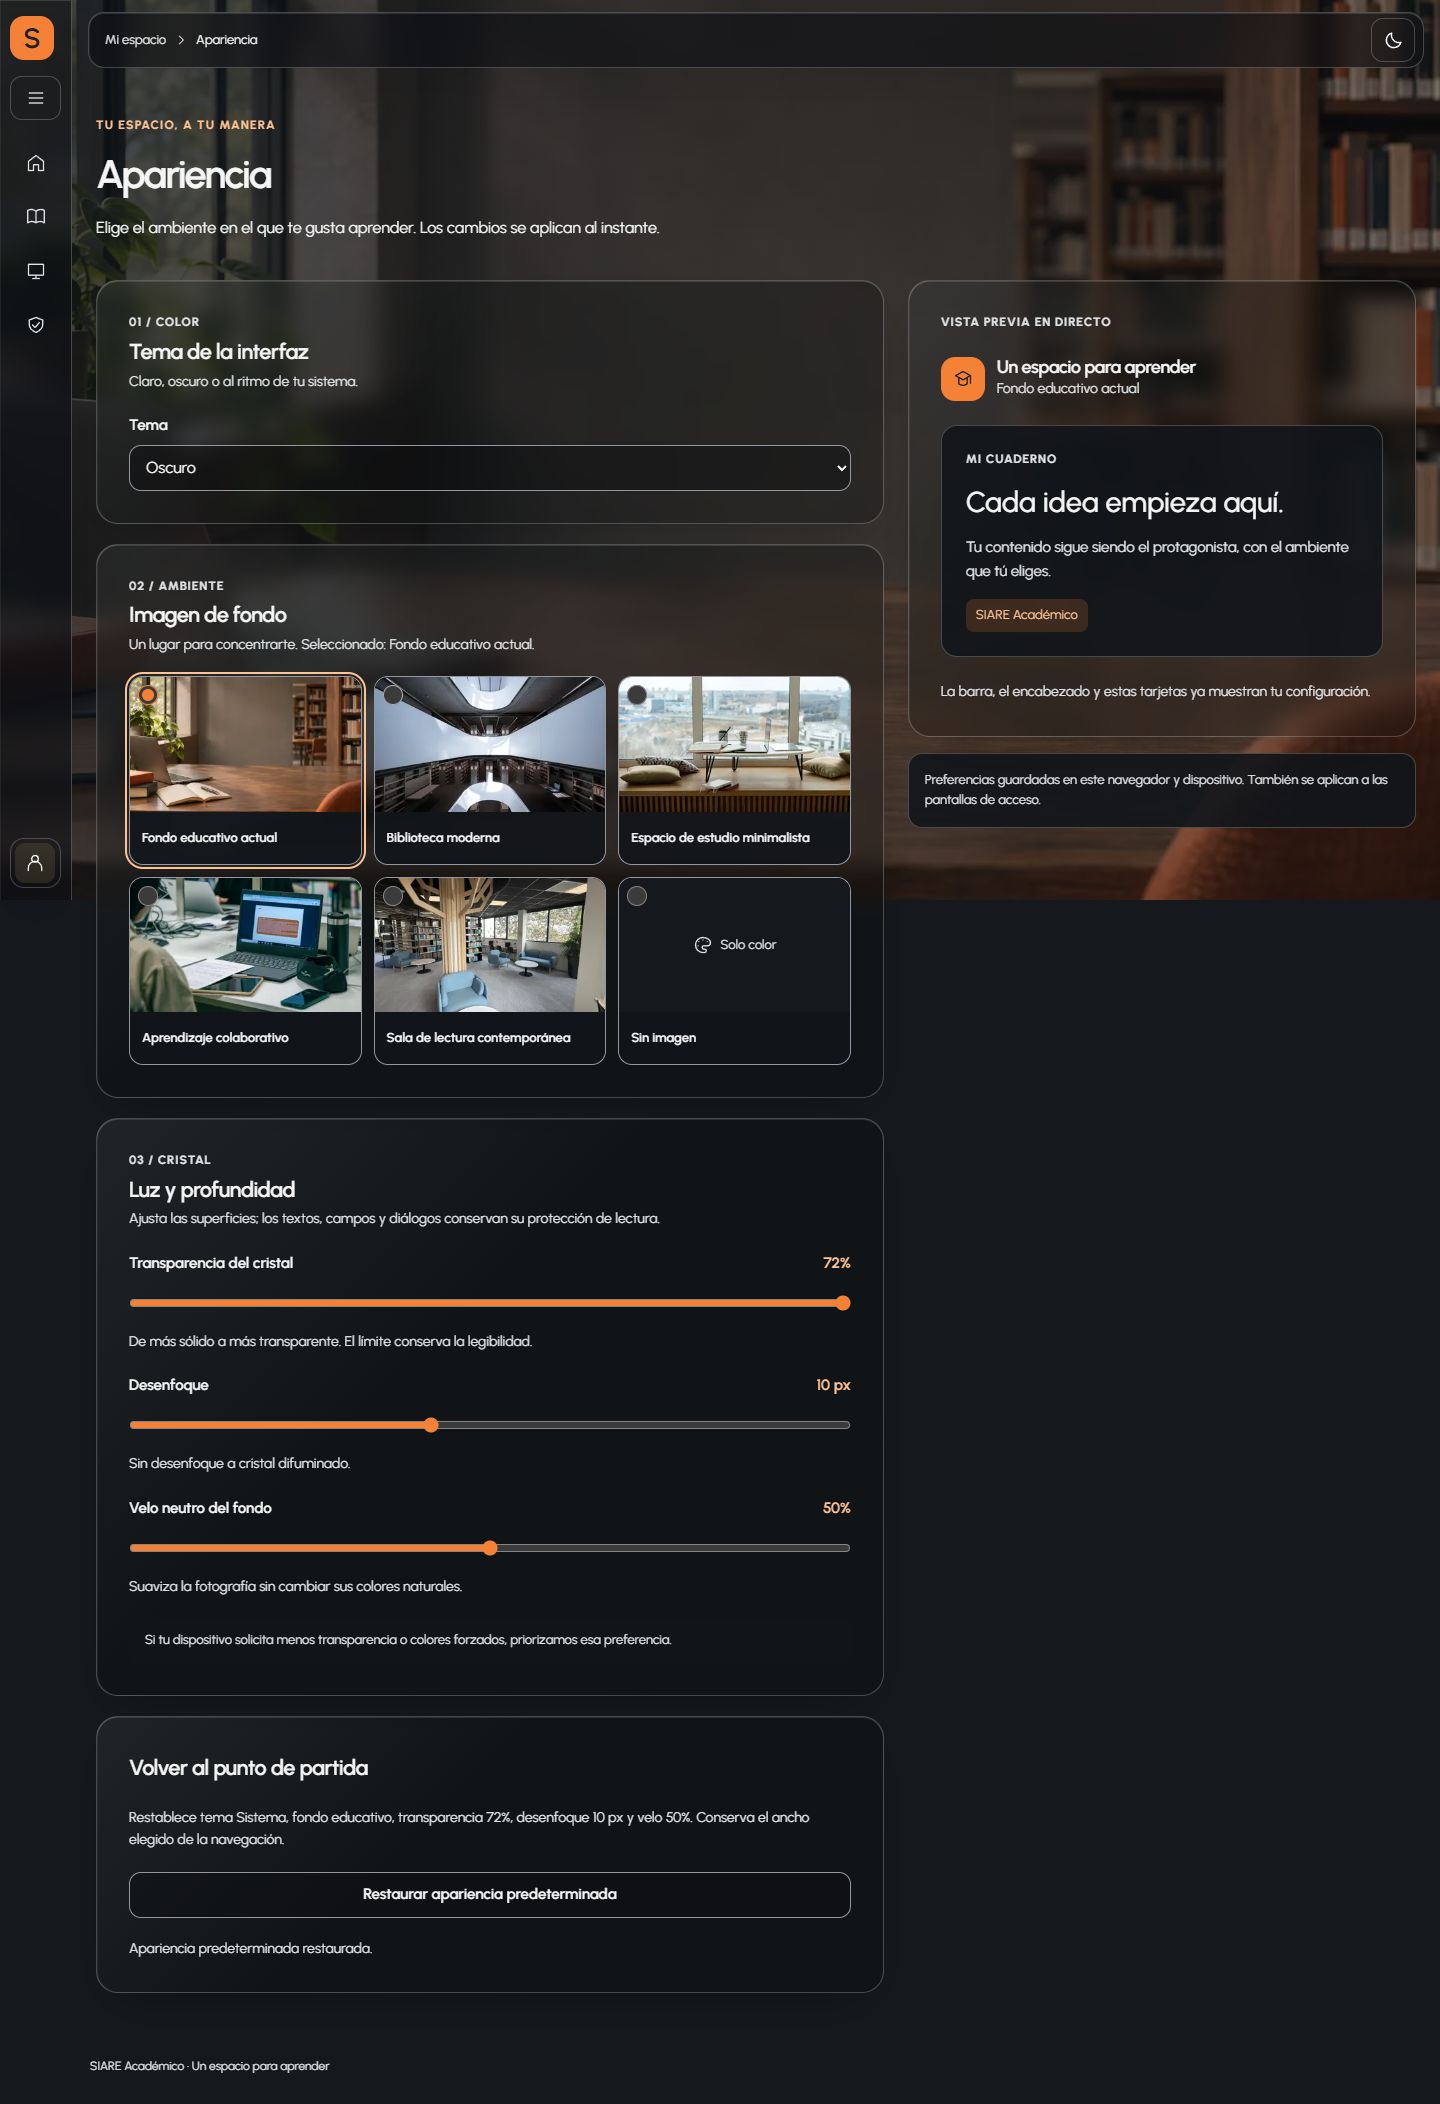 S
Mi espacio > Apariencia
TU ESPACIO, A TU MANERA
Apariencia
Elige el ambiente en el que te gusta aprender. Los cambios se aplican al instante.
01 / COLOR
Tema de la interfaz
Claro, oscuro o al ritmo de tu sistema.
Tema
Oscuro
02 / AMBIENTE
Imagen de fondo
Un lugar para concentrarte. Seleccionado: Fondo educativo actual.
Fondo educativo actual
Biblioteca moderna
Espacio de estudio minimalista
Solo color
Aprendizaje colaborativo
Sala de lectura contemporánea
Sin imagen
03 / CRISTAL
Luz y profundidad
Ajusta las superficies; los textos, campos y diálogos conservan su protección de lectura.
Transparencia del cristal 72%
De más sólido a más transparente. El límite conserva la legibilidad.
Desenfoque 10 px
Sin desenfoque a cristal difuminado.
Velo neutro del fondo 50%
Suaviza la fotografía sin cambiar sus colores naturales.
Si tu dispositivo solicita menos transparencia o colores forzados, priorizamos esa preferencia.
Volver al punto de partida
Restablece tema Sistema, fondo educativo, transparencia 72%, desenfoque 10 px y velo 50%. Conserva el ancho
elegido de la navegación.
Restaurar apariencia predeterminada
Apariencia predeterminada restaurada.
VISTA PREVIA EN DIRECTO
Un espacio para aprender
Fondo educativo actual
MI CUADERNO
Cada idea empieza aquí.
Tu contenido sigue siendo el protagonista, con el ambiente
que tú eliges.
SIARE Académico
La barra, el encabezado y estas tarjetas ya muestran tu configuración.
Preferencias guardadas en este navegador y dispositivo. También se aplican a las
pantallas de acceso.
SIARE Académico · Un espacio para aprender